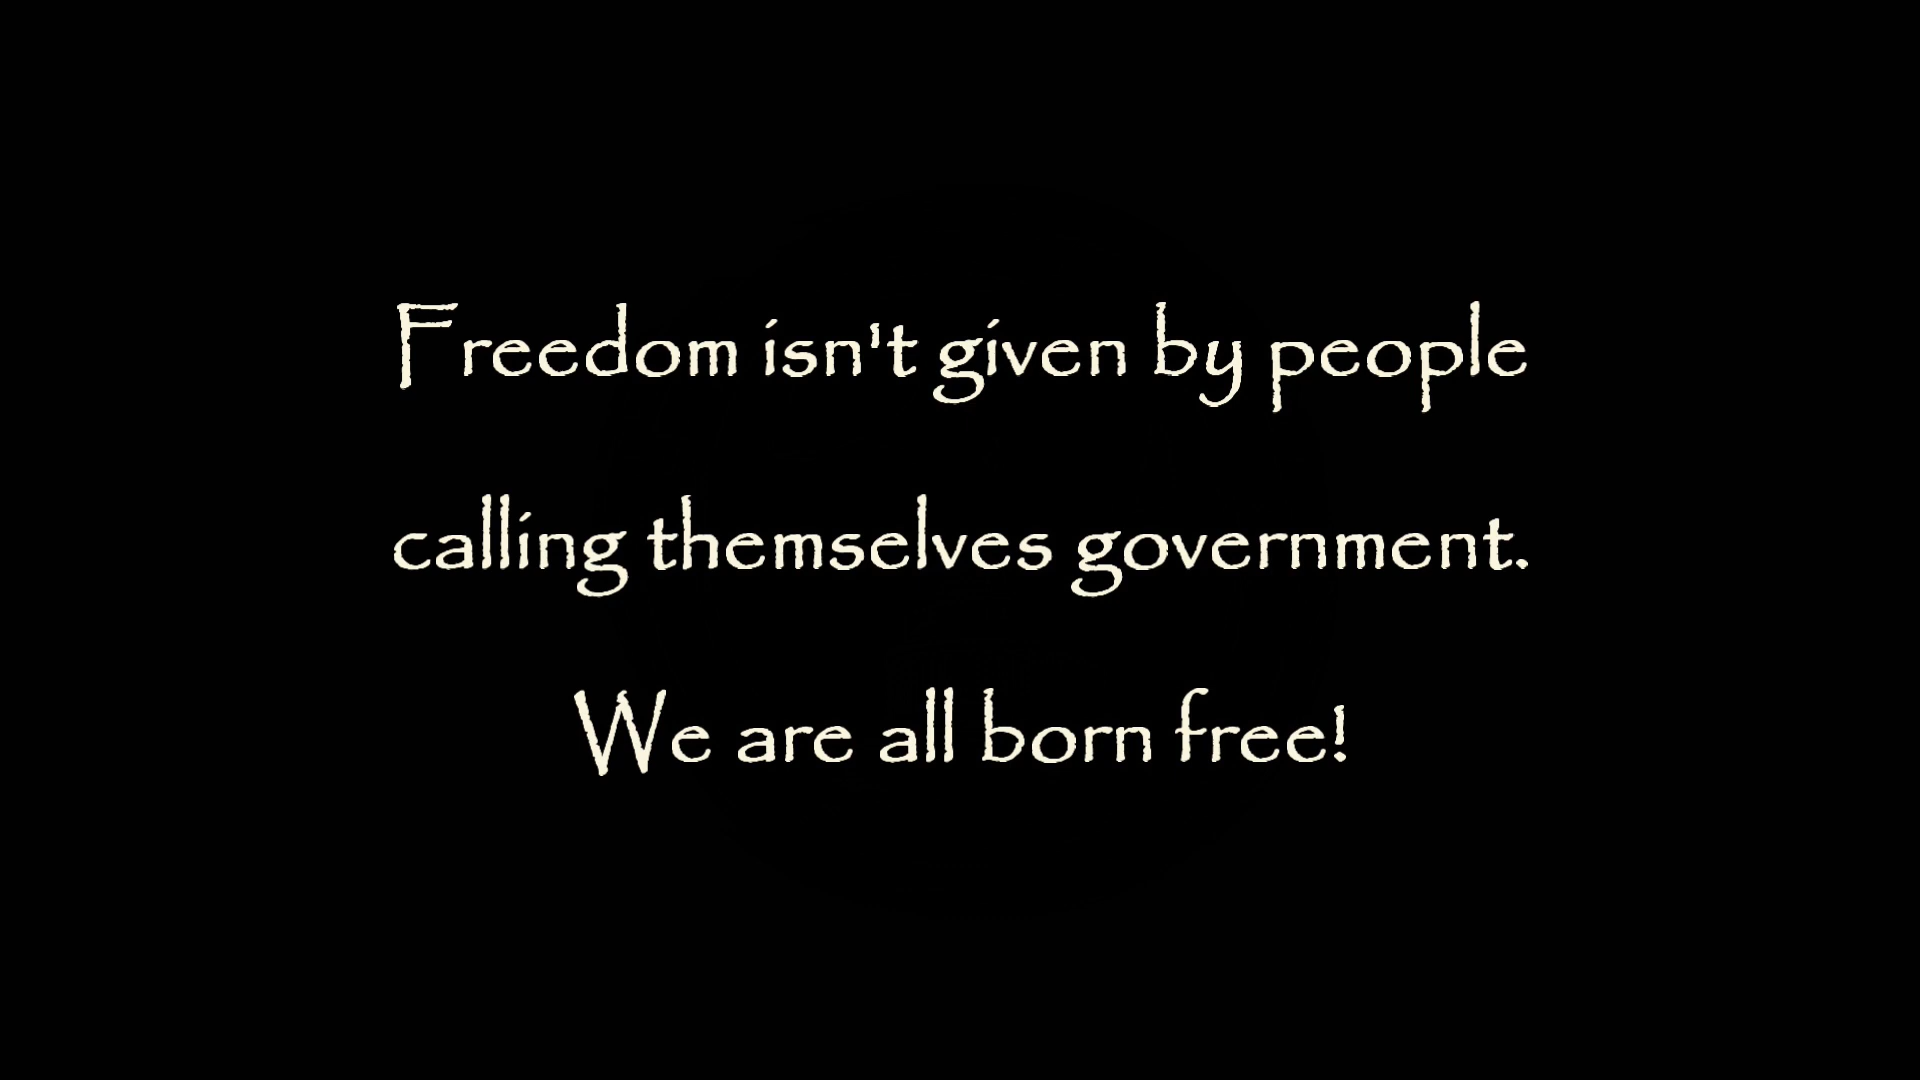 Freedom isn't given by people
calling themselves government.
We are all born free!